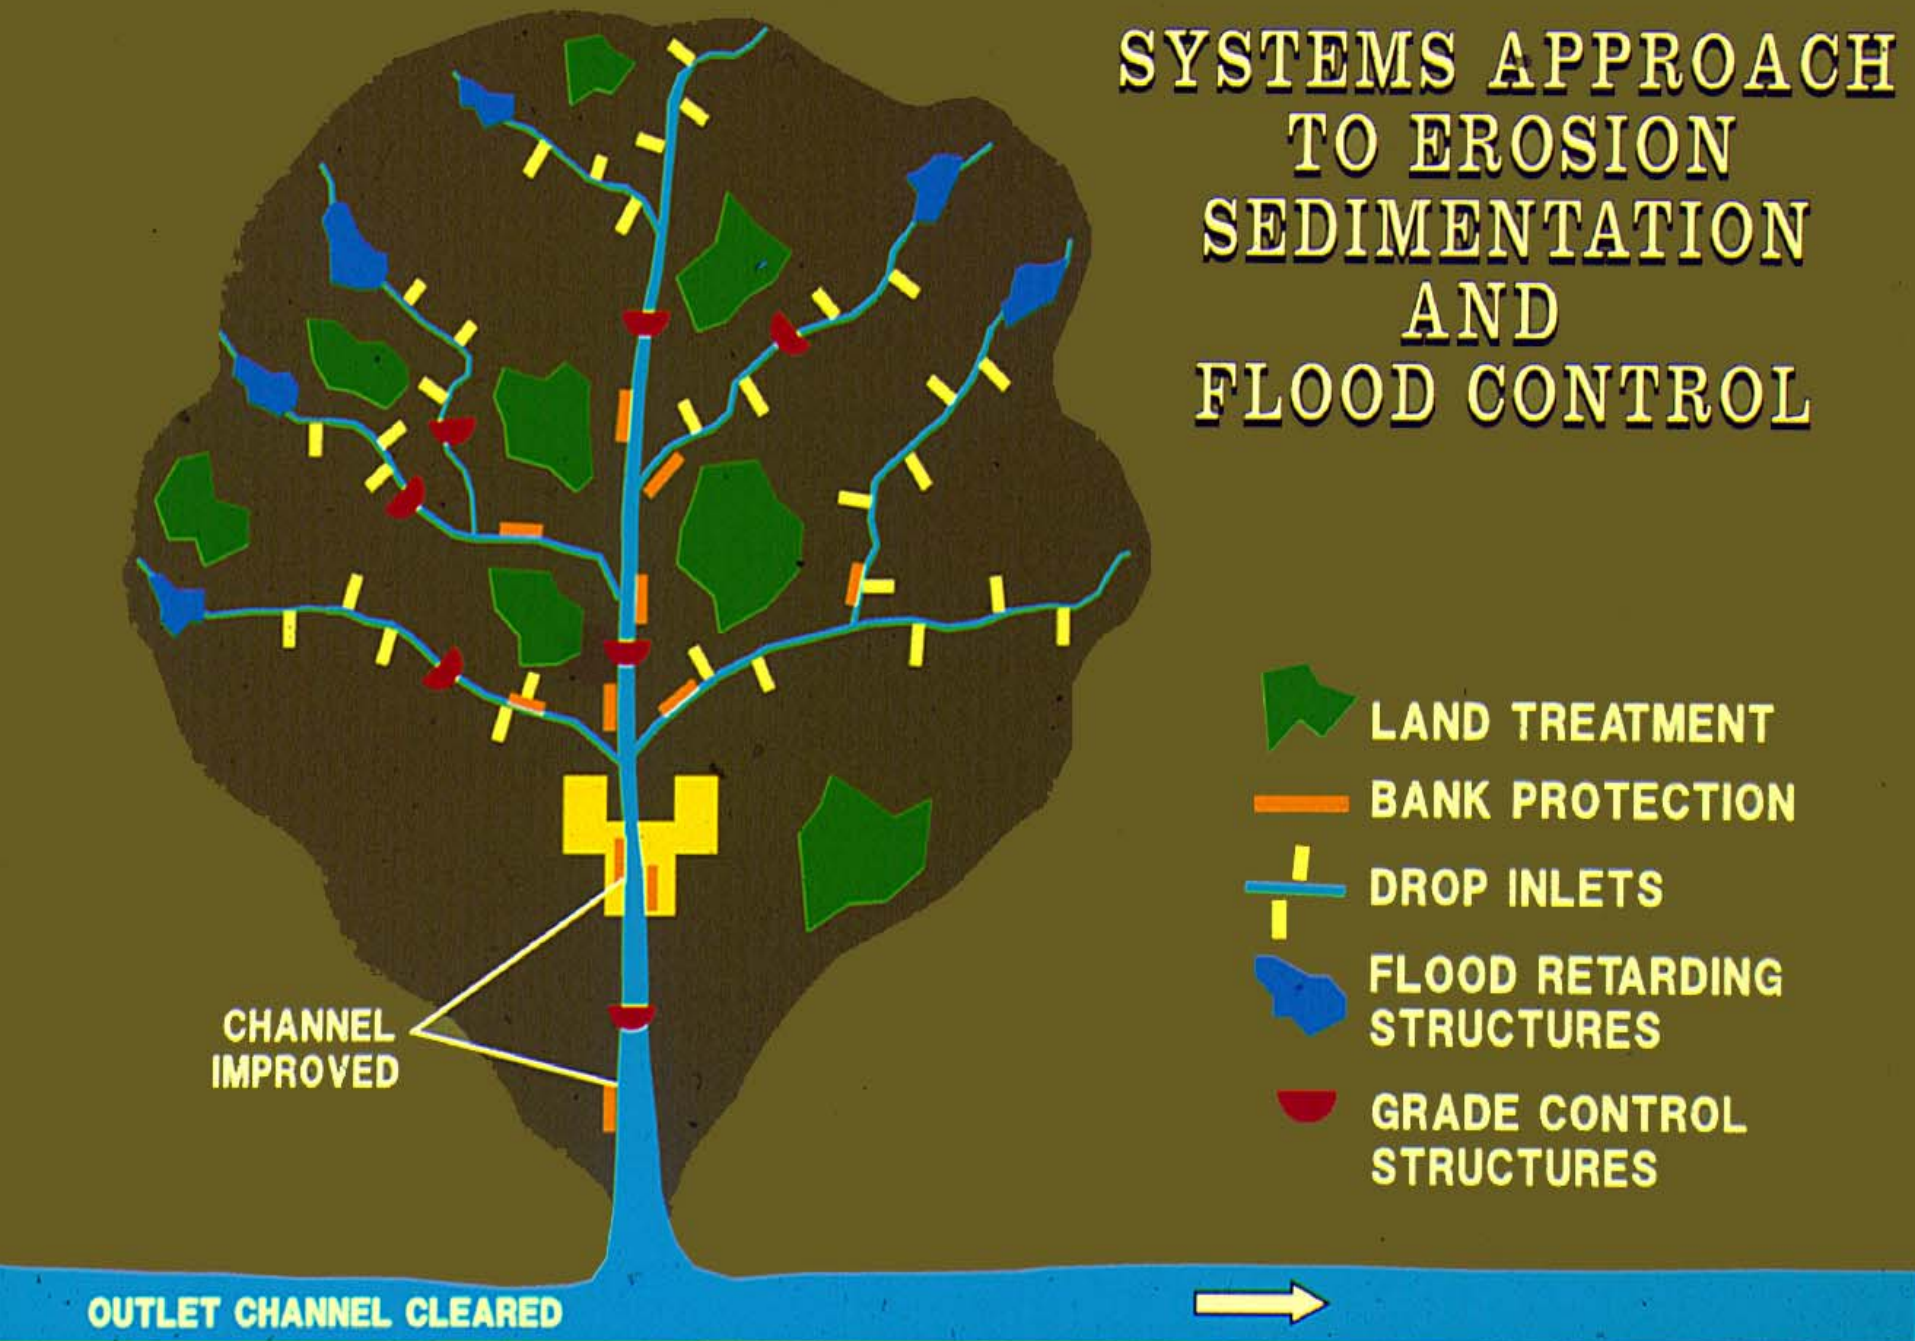 SYSTEMS APPROACH
TO EROSION
SEDIMENTATION
AND
FLOOD CONTROL
LAND TREATMENT
BANK PROTECTION
DROP INLETS
FLOOD RETARDING
STRUCTURES
GRADE CONTROL
STRUCTURES
CHANNEL
IMPROVED
OUTLET CHANNEL CLEARED